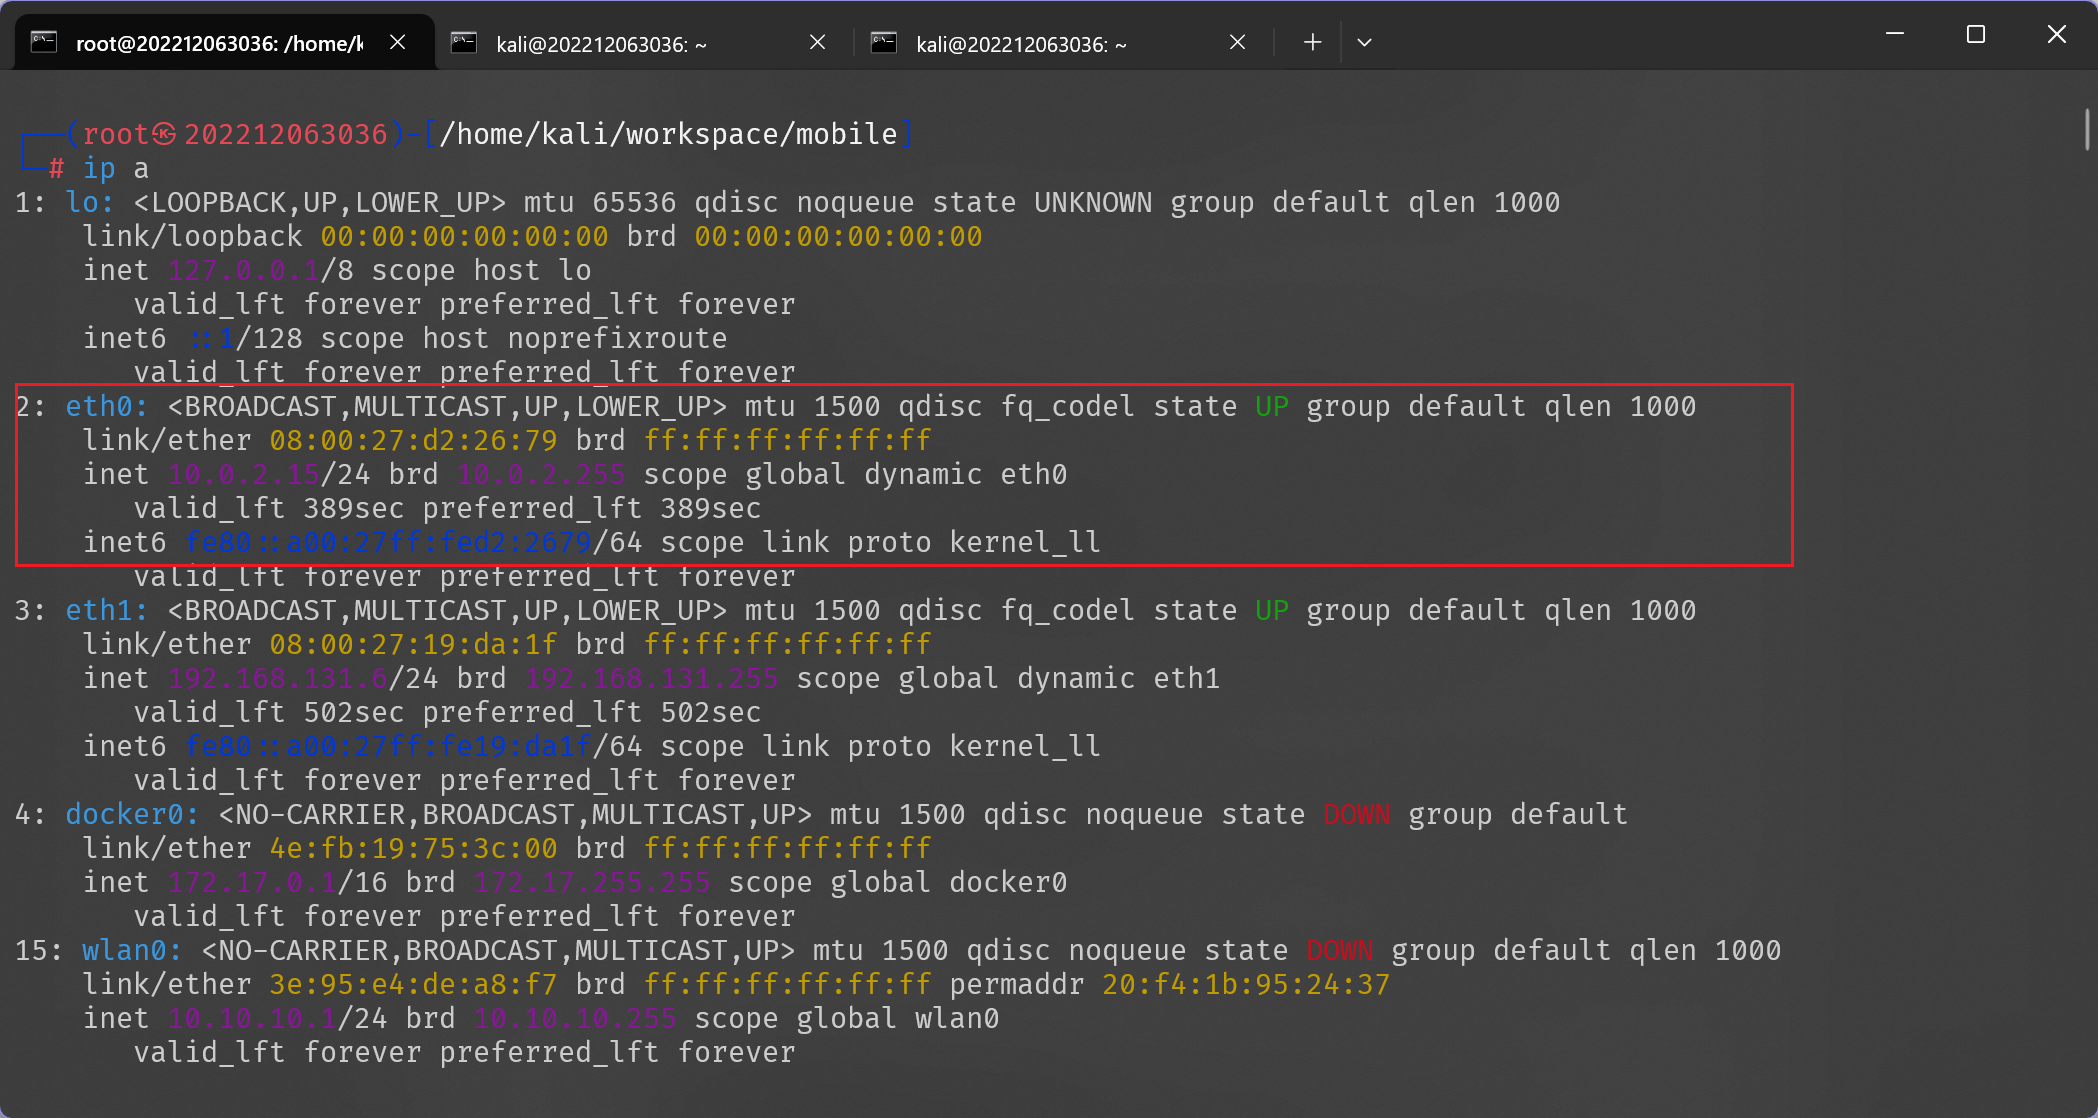 root@202212063036: /home/k
kali@202212063036: ~
kali@202212063036: ~
(root㉿202212063036)-[/home/kali/workspace/mobile]
# ip a
1: lo: <LOOPBACK,UP,LOWER_UP> mtu 65536 qdisc noqueue state UNKNOWN group default qlen 1000
link/loopback 00:00:00:00:00:00 brd 00:00:00:00:00:00
inet 127.0.0.1/8 scope host lo
valid_lft forever preferred_lft forever
inet6 ::1/128 scope host noprefixroute
valid_lft forever preferred_lft forever
2: eth0: <BROADCAST,MULTICAST,UP,LOWER_UP> mtu 1500 qdisc fq_codel state UP group default qlen 1000
link/ether 08:00:27:d2:26:79 brd ff:ff:ff:ff:ff:ff
inet 10.0.2.15/24 brd 10.0.2.255 scope global dynamic eth0
valid_lft 389sec preferred_lft 389sec
inet6 fe80::a00:27ff:fed2:2679/64 scope link proto kernel_ll
valid_lft forever preferred_lft forever
3: eth1: <BROADCAST,MULTICAST,UP,LOWER_UP> mtu 1500 qdisc fq_codel state UP group default qlen 1000
link/ether 08:00:27:19:da:1f brd ff:ff:ff:ff:ff:ff
inet 192.168.131.6/24 brd 192.168.131.255 scope global dynamic eth1
valid_lft 502sec preferred_lft 502sec
inet6 fe80::a00:27ff:fe19:da1f/64 scope link proto kernel_ll
valid_lft forever preferred_lft forever
4: docker0: <NO-CARRIER,BROADCAST,MULTICAST,UP> mtu 1500 qdisc noqueue state DOWN group default
link/ether 4e:fb:19:75:3c:00 brd ff:ff:ff:ff:ff:ff
inet 172.17.0.1/16 brd 172.17.255.255 scope global docker0
valid_lft forever preferred_lft forever
15: wlan0: <NO-CARRIER,BROADCAST,MULTICAST,UP> mtu 1500 qdisc noqueue state DOWN group default qlen 1000
link/ether 3e:95:e4:de:a8:f7 brd ff:ff:ff:ff:ff:ff permaddr 20:f4:1b:95:24:37
inet 10.10.10.1/24 brd 10.10.10.255 scope global wlan0
valid_lft forever preferred_lft forever